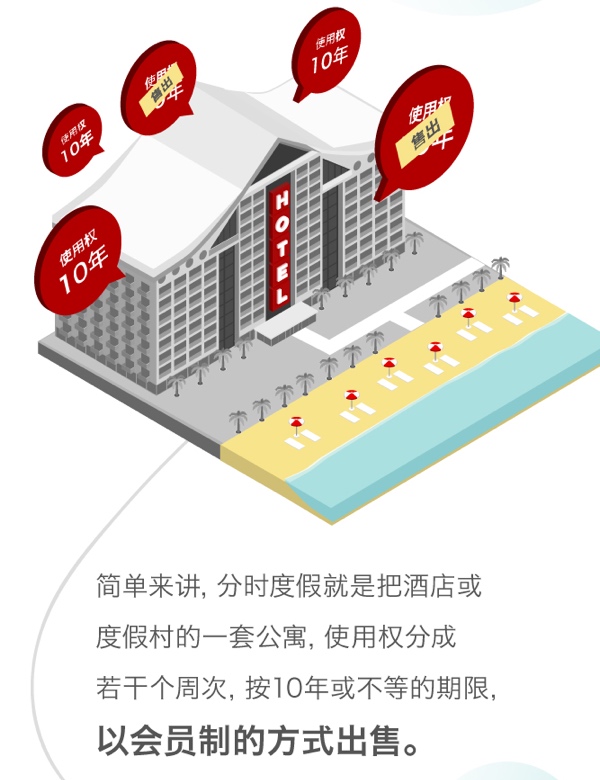 使用权
10年
使用权
售出
年
使用权
10年
使用权
售出
年
使用权
10年
HOTEL
简单来讲, 分时度假就是把酒店或
度假村的一套公寓, 使用权分成
若干个周次, 按10年或不等的期限,
以会员制的方式出售。